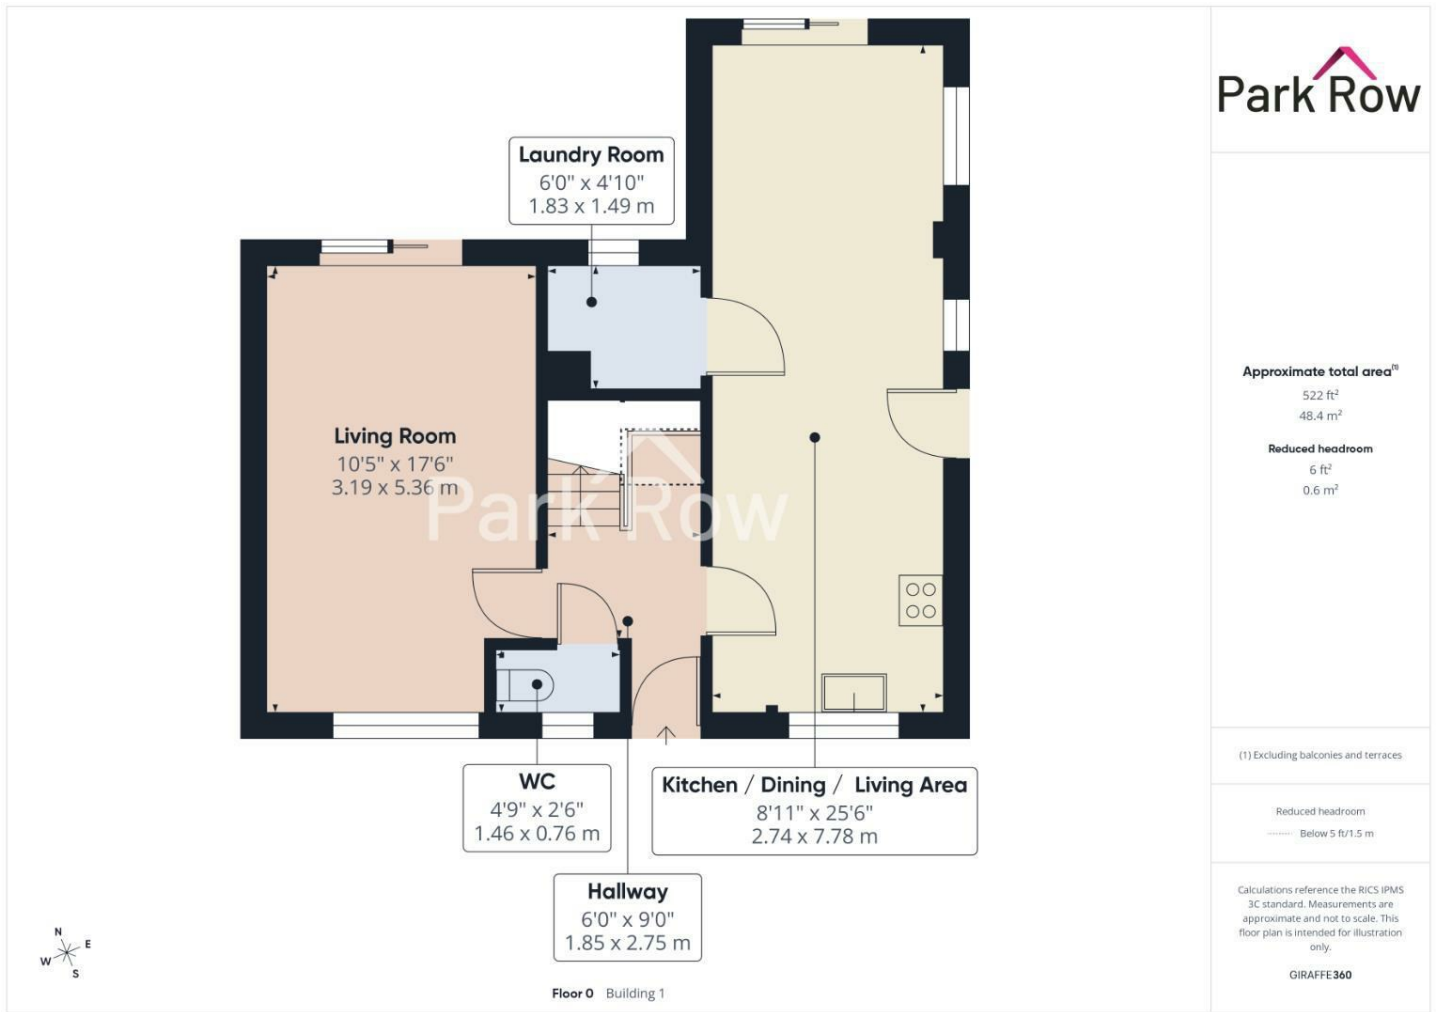 Park Row
Laundry Room
6'0" x 4'10"
1.83 x 1.49 m
Living Room
10'5" x 17'6"
3.19 x 5.36 m
Park Row
WC
4'9" x 2'6"
1.46 x 0.76 m
Kitchen / Dining / Living Area
8'11" x 25'6"
2.74 x 7.78 m
Hallway
6'0" x 9'0"
1.85 x 2.75 m
N
E
W
S
Floor 0 Building 1
Approximate total area(1)
522 ft²
48.4 m²
Reduced headroom
6 ft²
0.6 m²
(1) Excluding balconies and terraces
Reduced headroom
Below 5 ft/1.5 m
Calculations reference the RICS IPMS
3C standard. Measurements are
approximate and not to scale. This
floor plan is intended for illustration
only.
GIRAFFE360